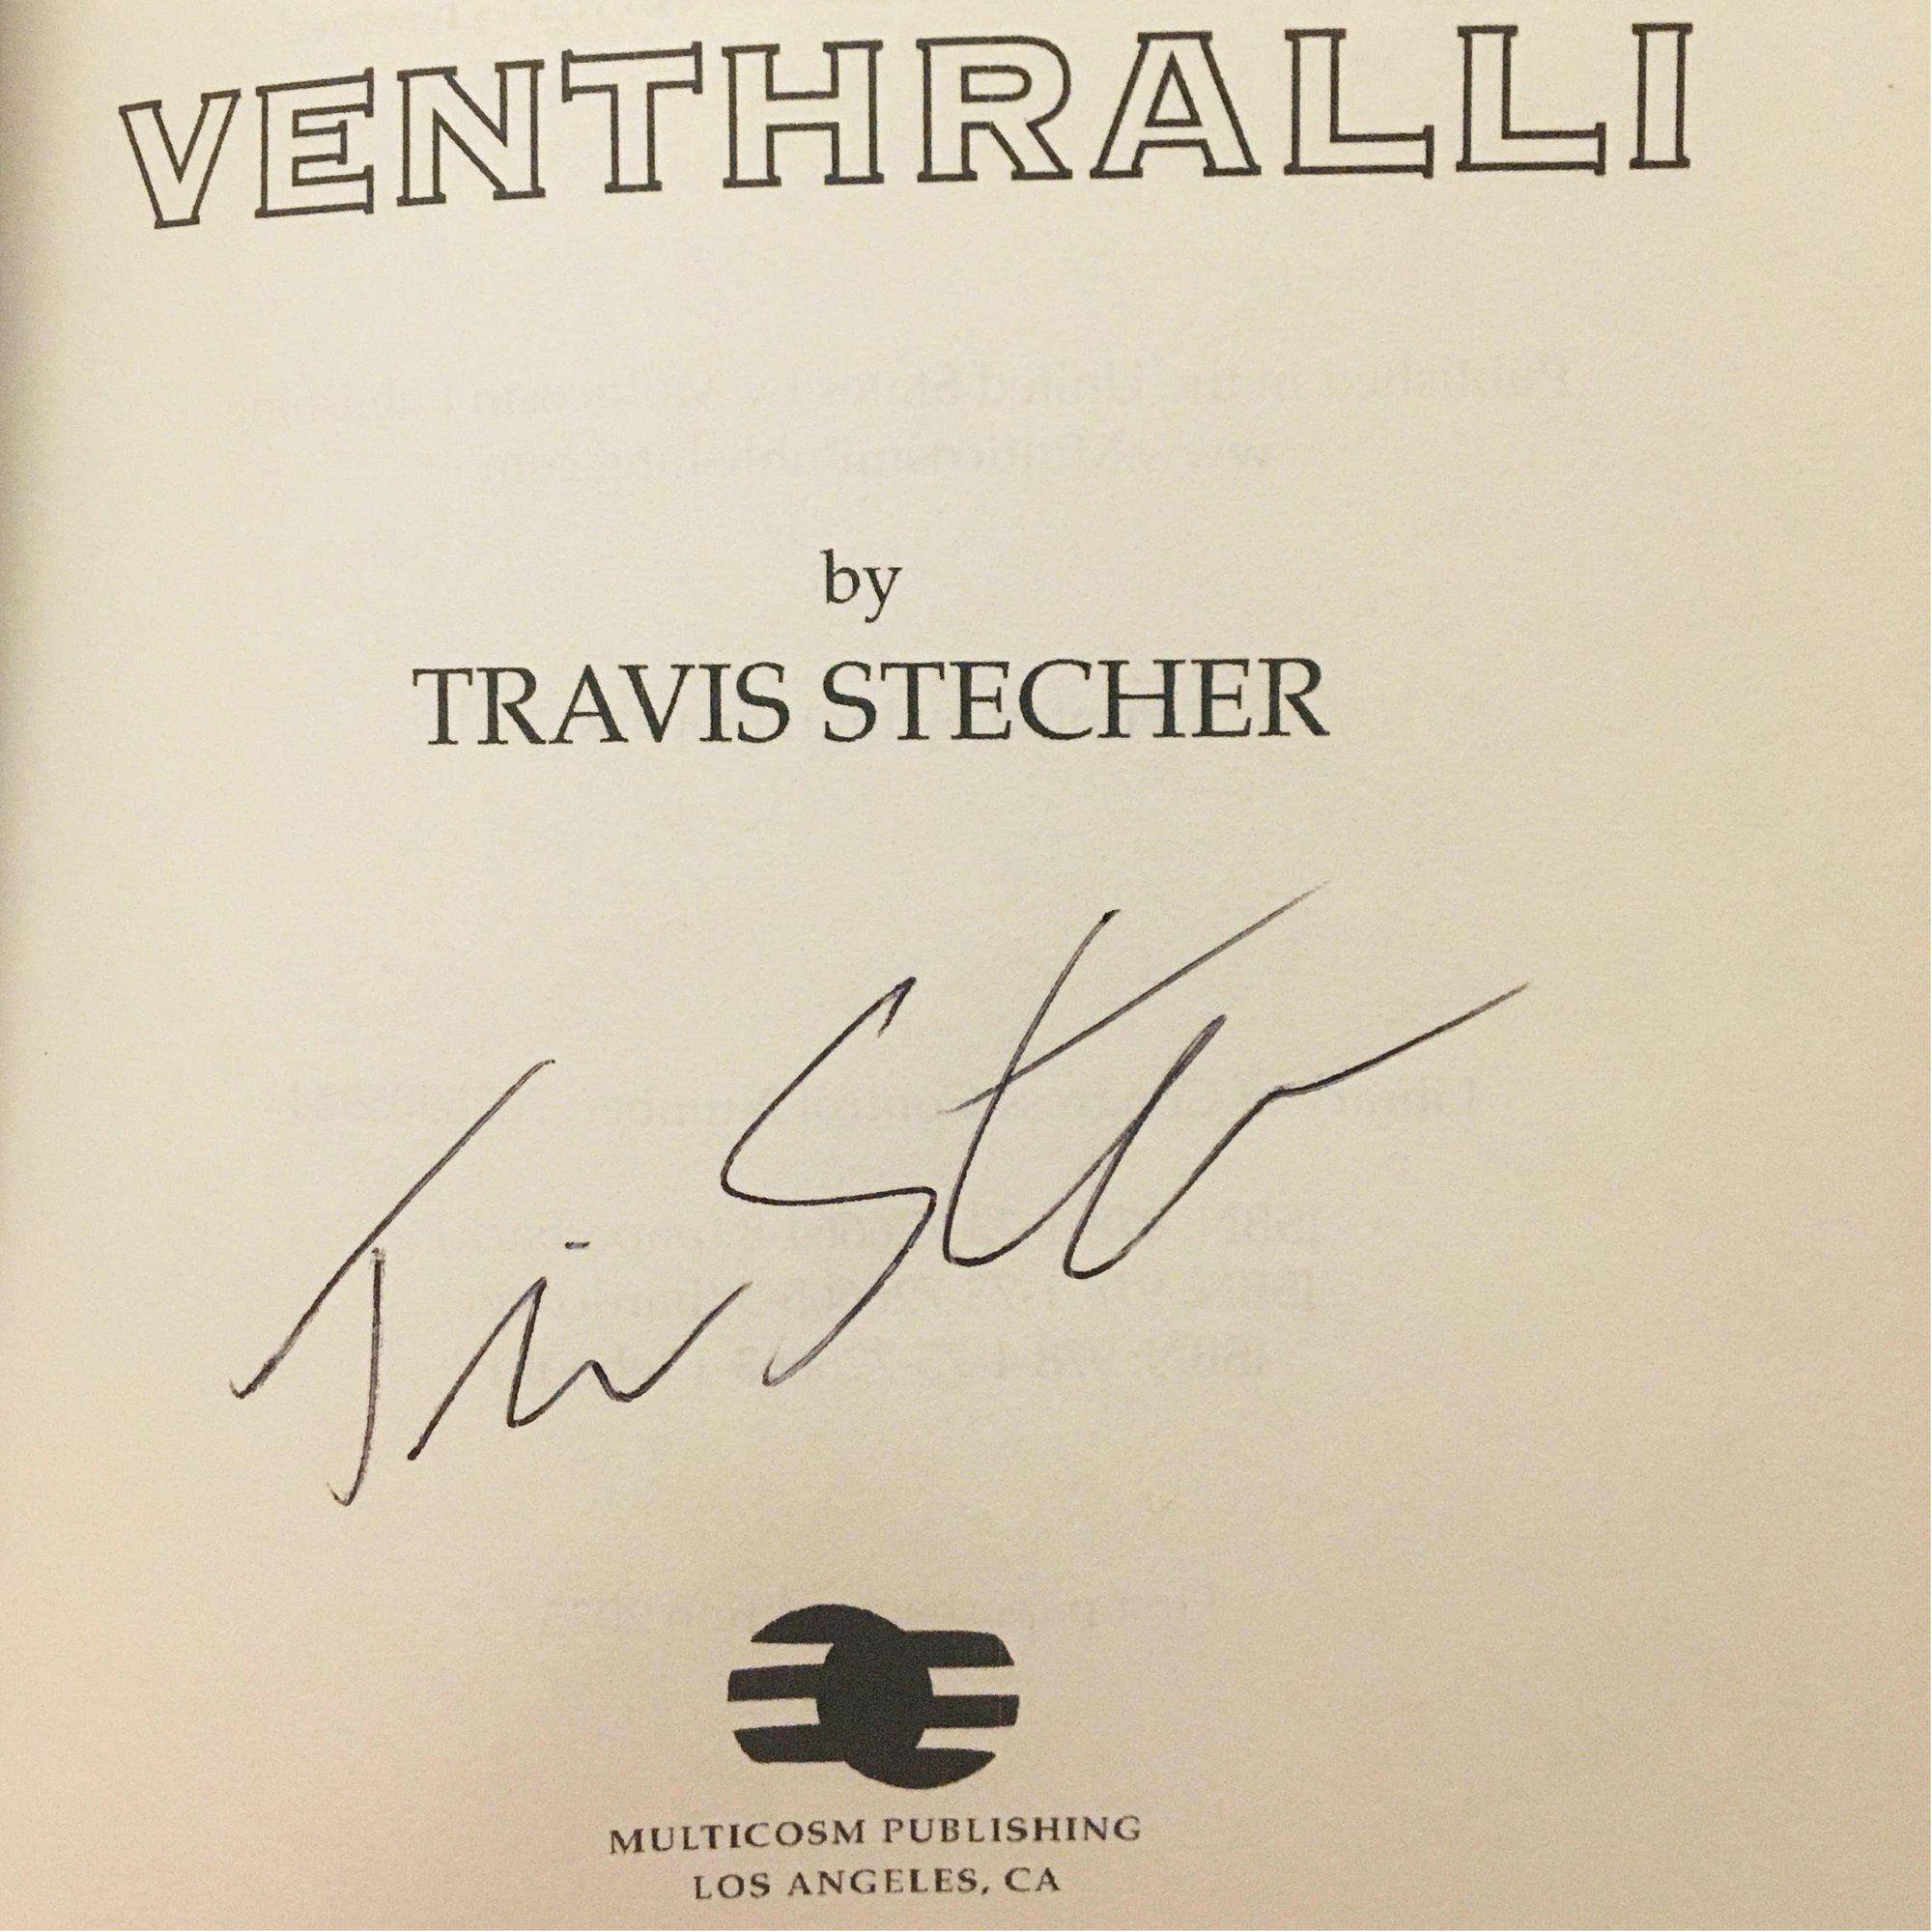 VENTHRALLI
by
TRAVIS STECHER
MULTICOSM PUBLISHING
LOS ANGELES, CA